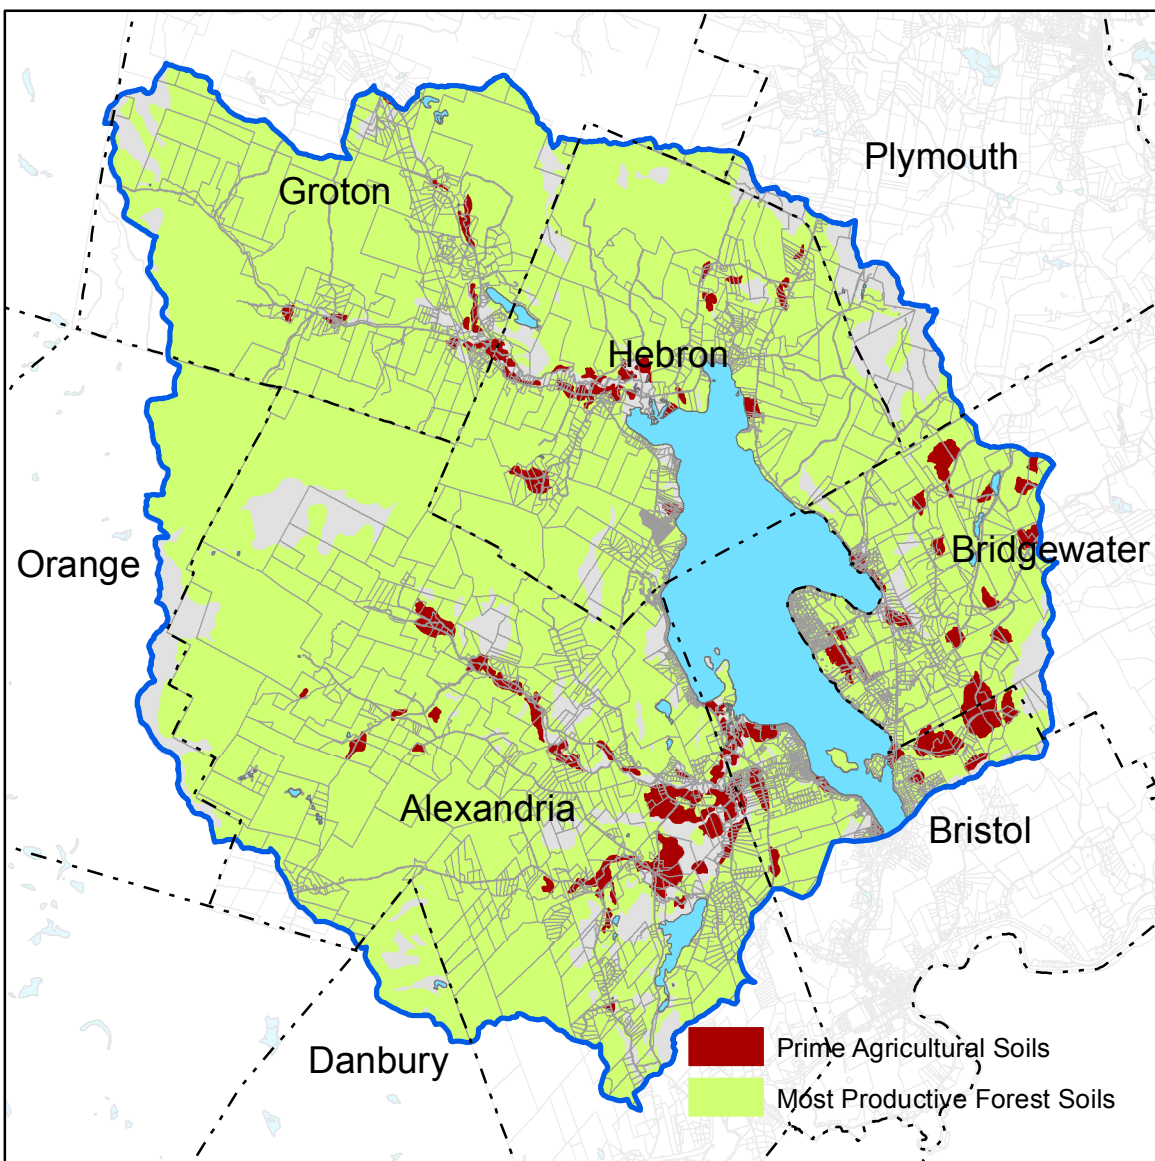 Plymouth
Groton
Hebron
Orange
Bridgewater
Alexandria
Bristol
Danbury
Prime Agricultural Soils
Most Productive Forest Soils